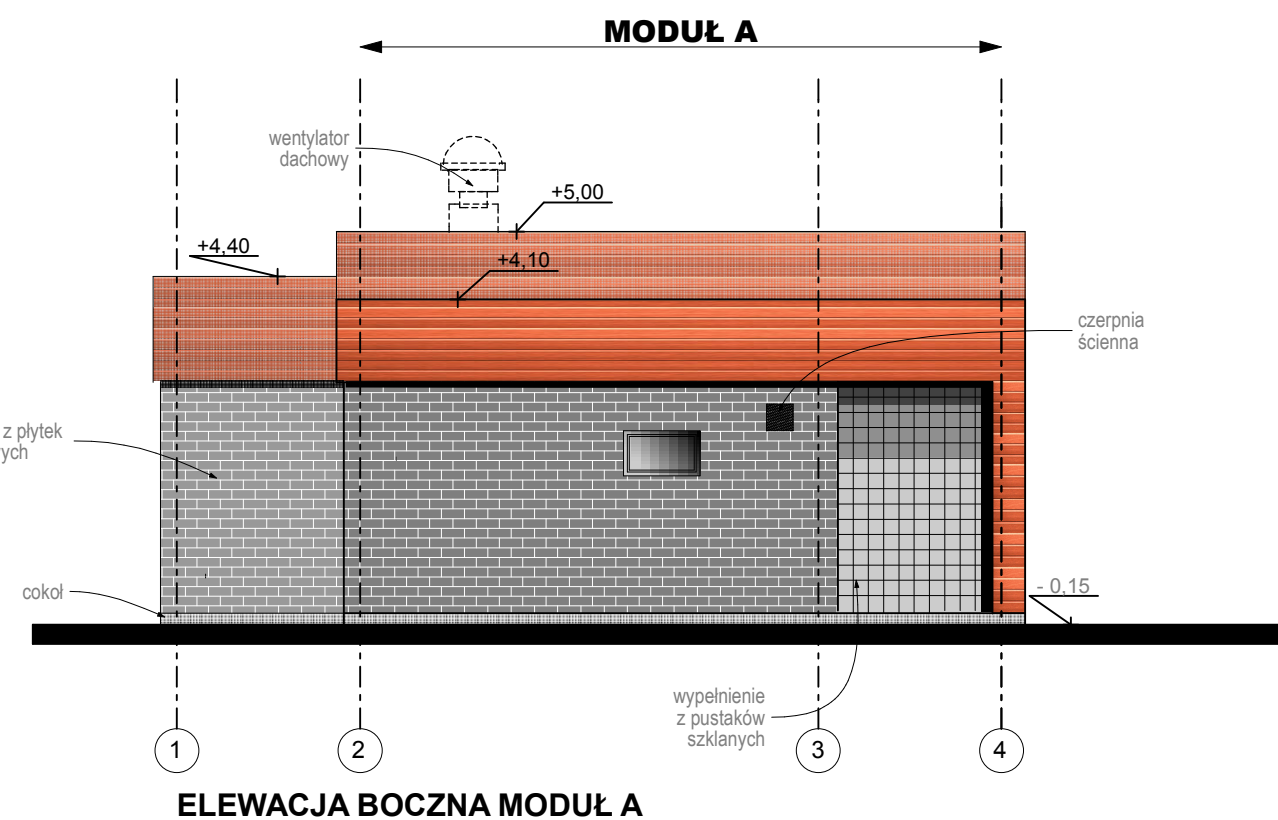 MODUŁ A
wentylator
dachowy
+5,00
+4,40
+4,10
czerpnia
ścienna
z płytek
cokoł
- 0,15
wypełnienie
z pustaków
szklanych
1
2
3
4
ELEWACJA BOCZNA MODUŁ A